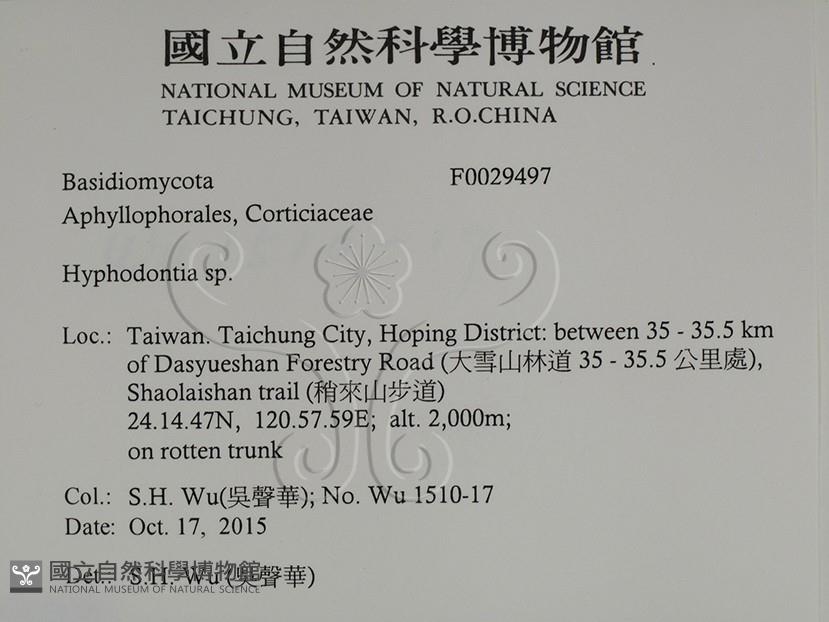 國立自然科學博物館
NATIONAL MUSEUM OF NATURAL SCIENCE
TAICHUNG, TAIWAN, R.O.CHINA
Basidiomycota F0029497
Aphyllophorales, Corticiaceae
Hyphodontia sp.
Loc.: Taiwan. Taichung City, Hoping District: between 35 - 35.5 km
of Dasyueshan Forestry Road (大雪山林道 35 - 35.5 公里處),
Shaolaishan trail (稍來山步道)
24.14.47N, 120.57.59E; alt. 2,000m;
on rotten trunk
Col.: S.H. Wu(吳聲華); No. Wu 1510-17
Date: Oct. 17, 2015
Det.: S.H. Wu (吳聲華)
國立自然科學博物館
NATIONAL MUSEUM OF NATURAL SCIENCE